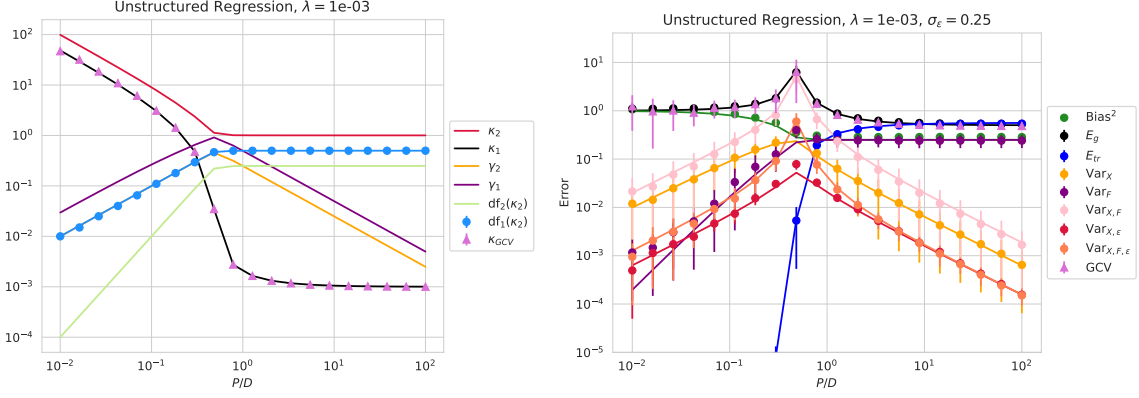 Unstructured Regression, λ = 1e-03
10²
10¹
10⁰
10⁻¹
10⁻²
10⁻³
10⁻⁴
10⁻²
10⁻¹
10⁰
10¹
10²
P/D
κ₂
κ₁
γ₂
γ₁
df₂(κ₂)
df₁(κ₂)
κ_GCV
Unstructured Regression, λ = 1e-03, σ_ε = 0.25
Error
10¹
10⁰
10⁻¹
10⁻²
10⁻³
10⁻⁴
10⁻⁵
10⁻²
10⁻¹
10⁰
10¹
10²
P/D
Bias²
E_g
E_tr
Var_X
Var_F
Var_X,F
Var_X,ε
Var_X,F,ε
GCV